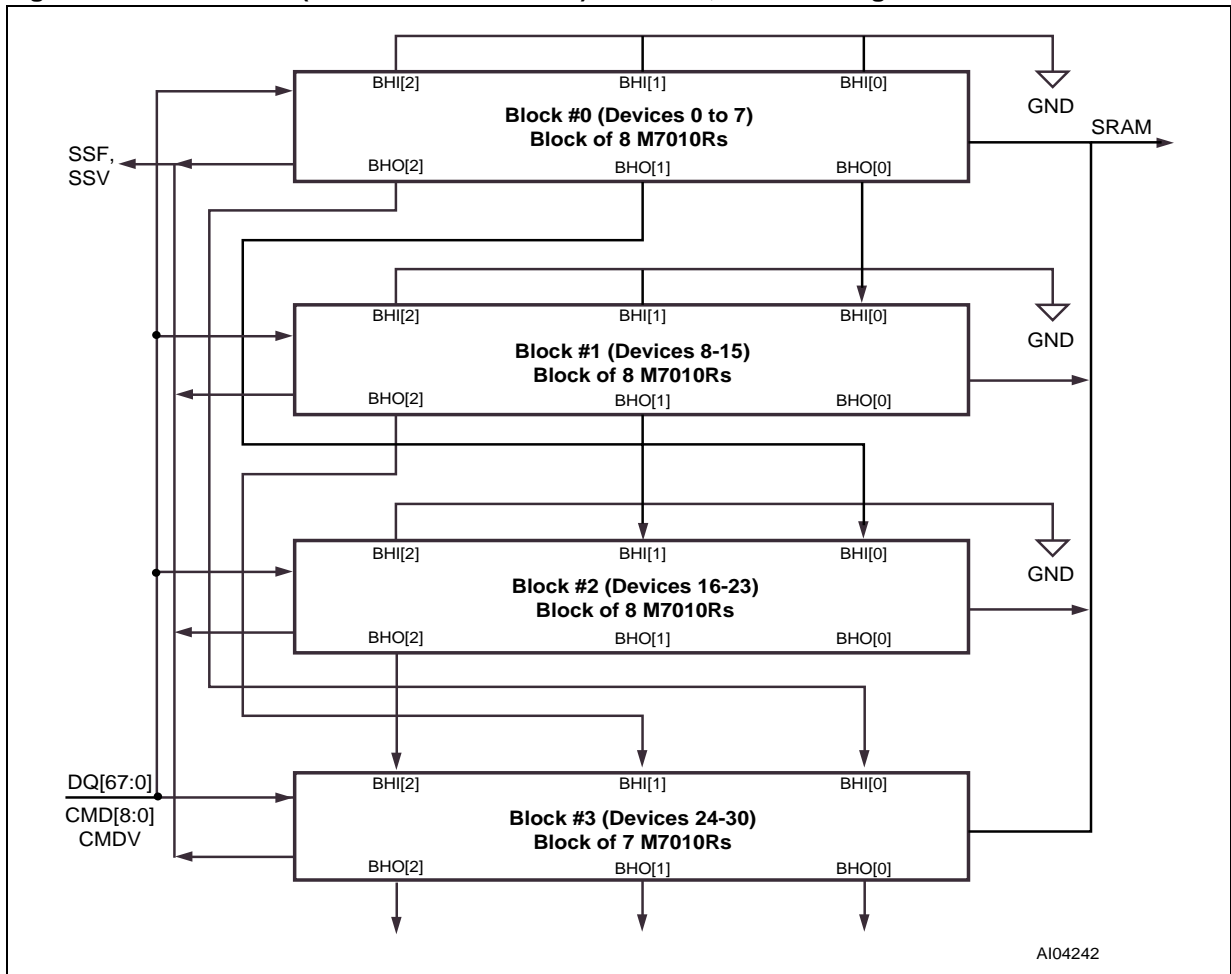 BHI[2] BHI[1] BHI[0]
GND
Block #0 (Devices 0 to 7)
Block of 8 M7010Rs
SRAM
SSF,
SSV
BHO[2] BHO[1] BHO[0]
BHI[2] BHI[1] BHI[0]
GND
Block #1 (Devices 8-15)
Block of 8 M7010Rs
BHO[2] BHO[1] BHO[0]
BHI[2] BHI[1] BHI[0]
GND
Block #2 (Devices 16-23)
Block of 8 M7010Rs
BHO[2] BHO[1] BHO[0]
DQ[67:0]
CMD[8:0]
CMDV
BHI[2] BHI[1] BHI[0]
Block #3 (Devices 24-30)
Block of 7 M7010Rs
BHO[2] BHO[1] BHO[0]
AI04242